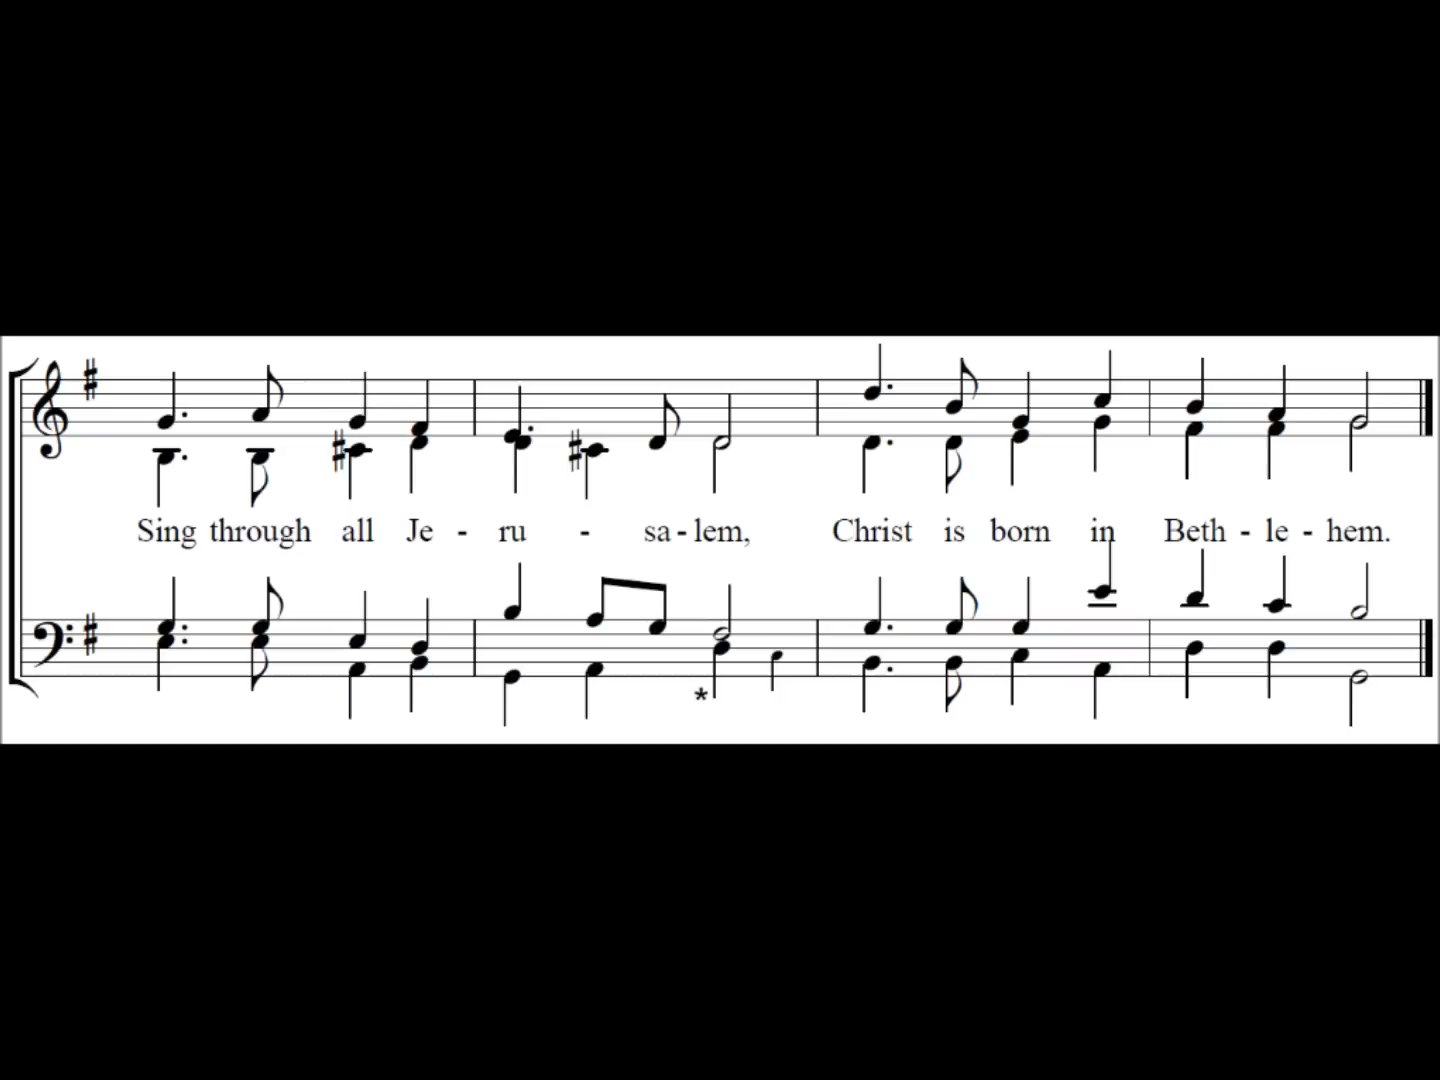 Sing through all Je - ru - sa - lem, Christ is born in Beth - le - hem.
*